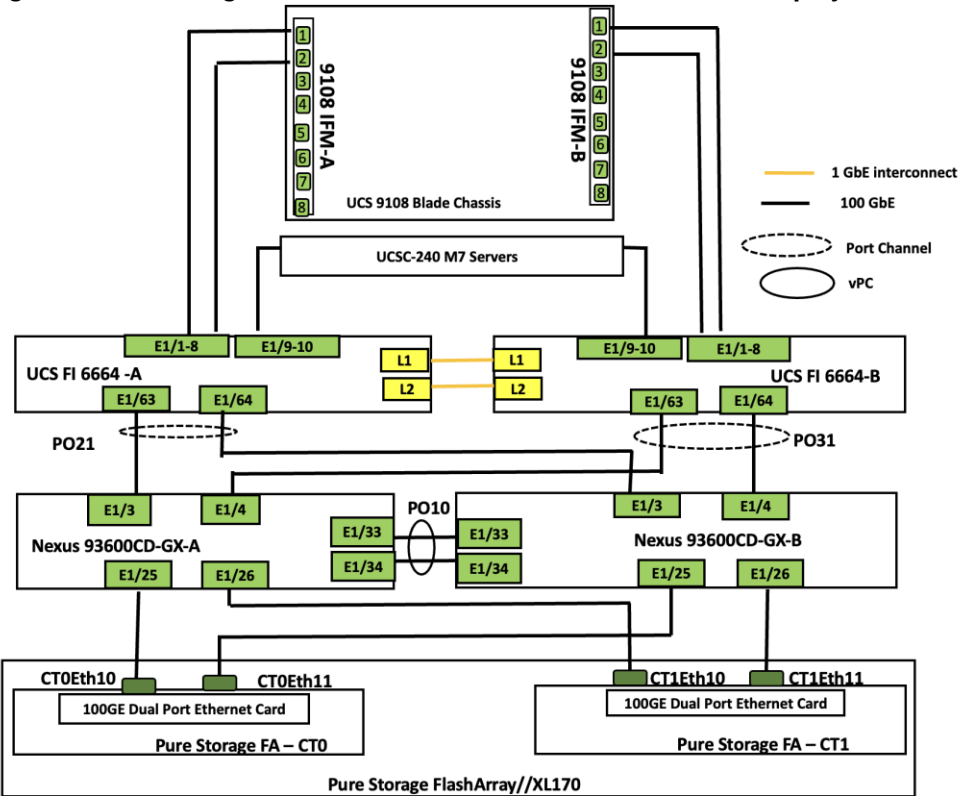 1
2
3
4
5
6
7
8
9108 IFM-A
1
2
3
4
5
6
7
8
9108 IFM-B
UCS 9108 Blade Chassis
1 GbE interconnect
100 GbE
Port Channel
vPC
UCSC-240 M7 Servers
E1/1-8
E1/9-10
L1
L2
UCS FI 6664 -A
E1/63
E1/64
L1
L2
E1/9-10
E1/1-8
UCS FI 6664-B
E1/63
E1/64
PO21
PO31
E1/3
E1/4
PO10
E1/33
E1/34
Nexus 93600CD-GX-A
E1/25
E1/26
E1/33
E1/34
E1/3
E1/4
Nexus 93600CD-GX-B
E1/25
E1/26
CT0Eth10
CT0Eth11
CT1Eth10
CT1Eth11
100GE Dual Port Ethernet Card
Pure Storage FA – CT0
100GE Dual Port Ethernet Card
Pure Storage FA – CT1
Pure Storage FlashArray//XL170